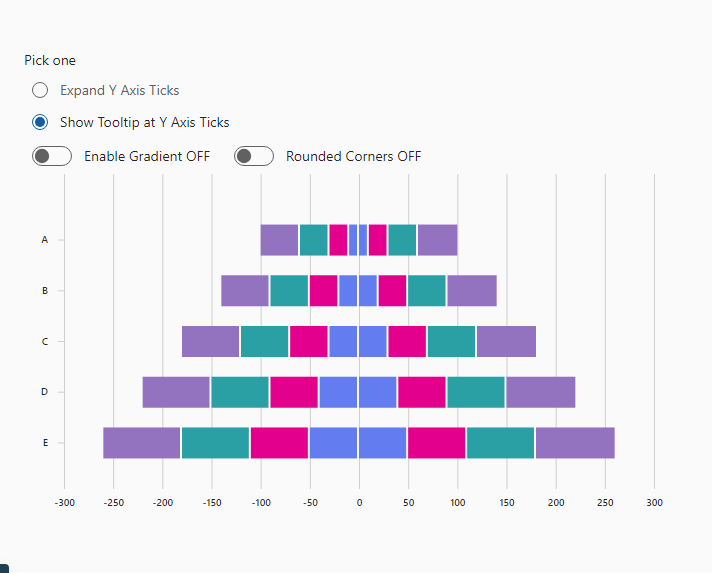 Pick one
Expand Y Axis Ticks
Show Tooltip at Y Axis Ticks
Enable Gradient OFF Rounded Corners OFF
A
B
C
D
E
-300 -250 -200 -150 -100 -50 0 50 100 150 200 250 300